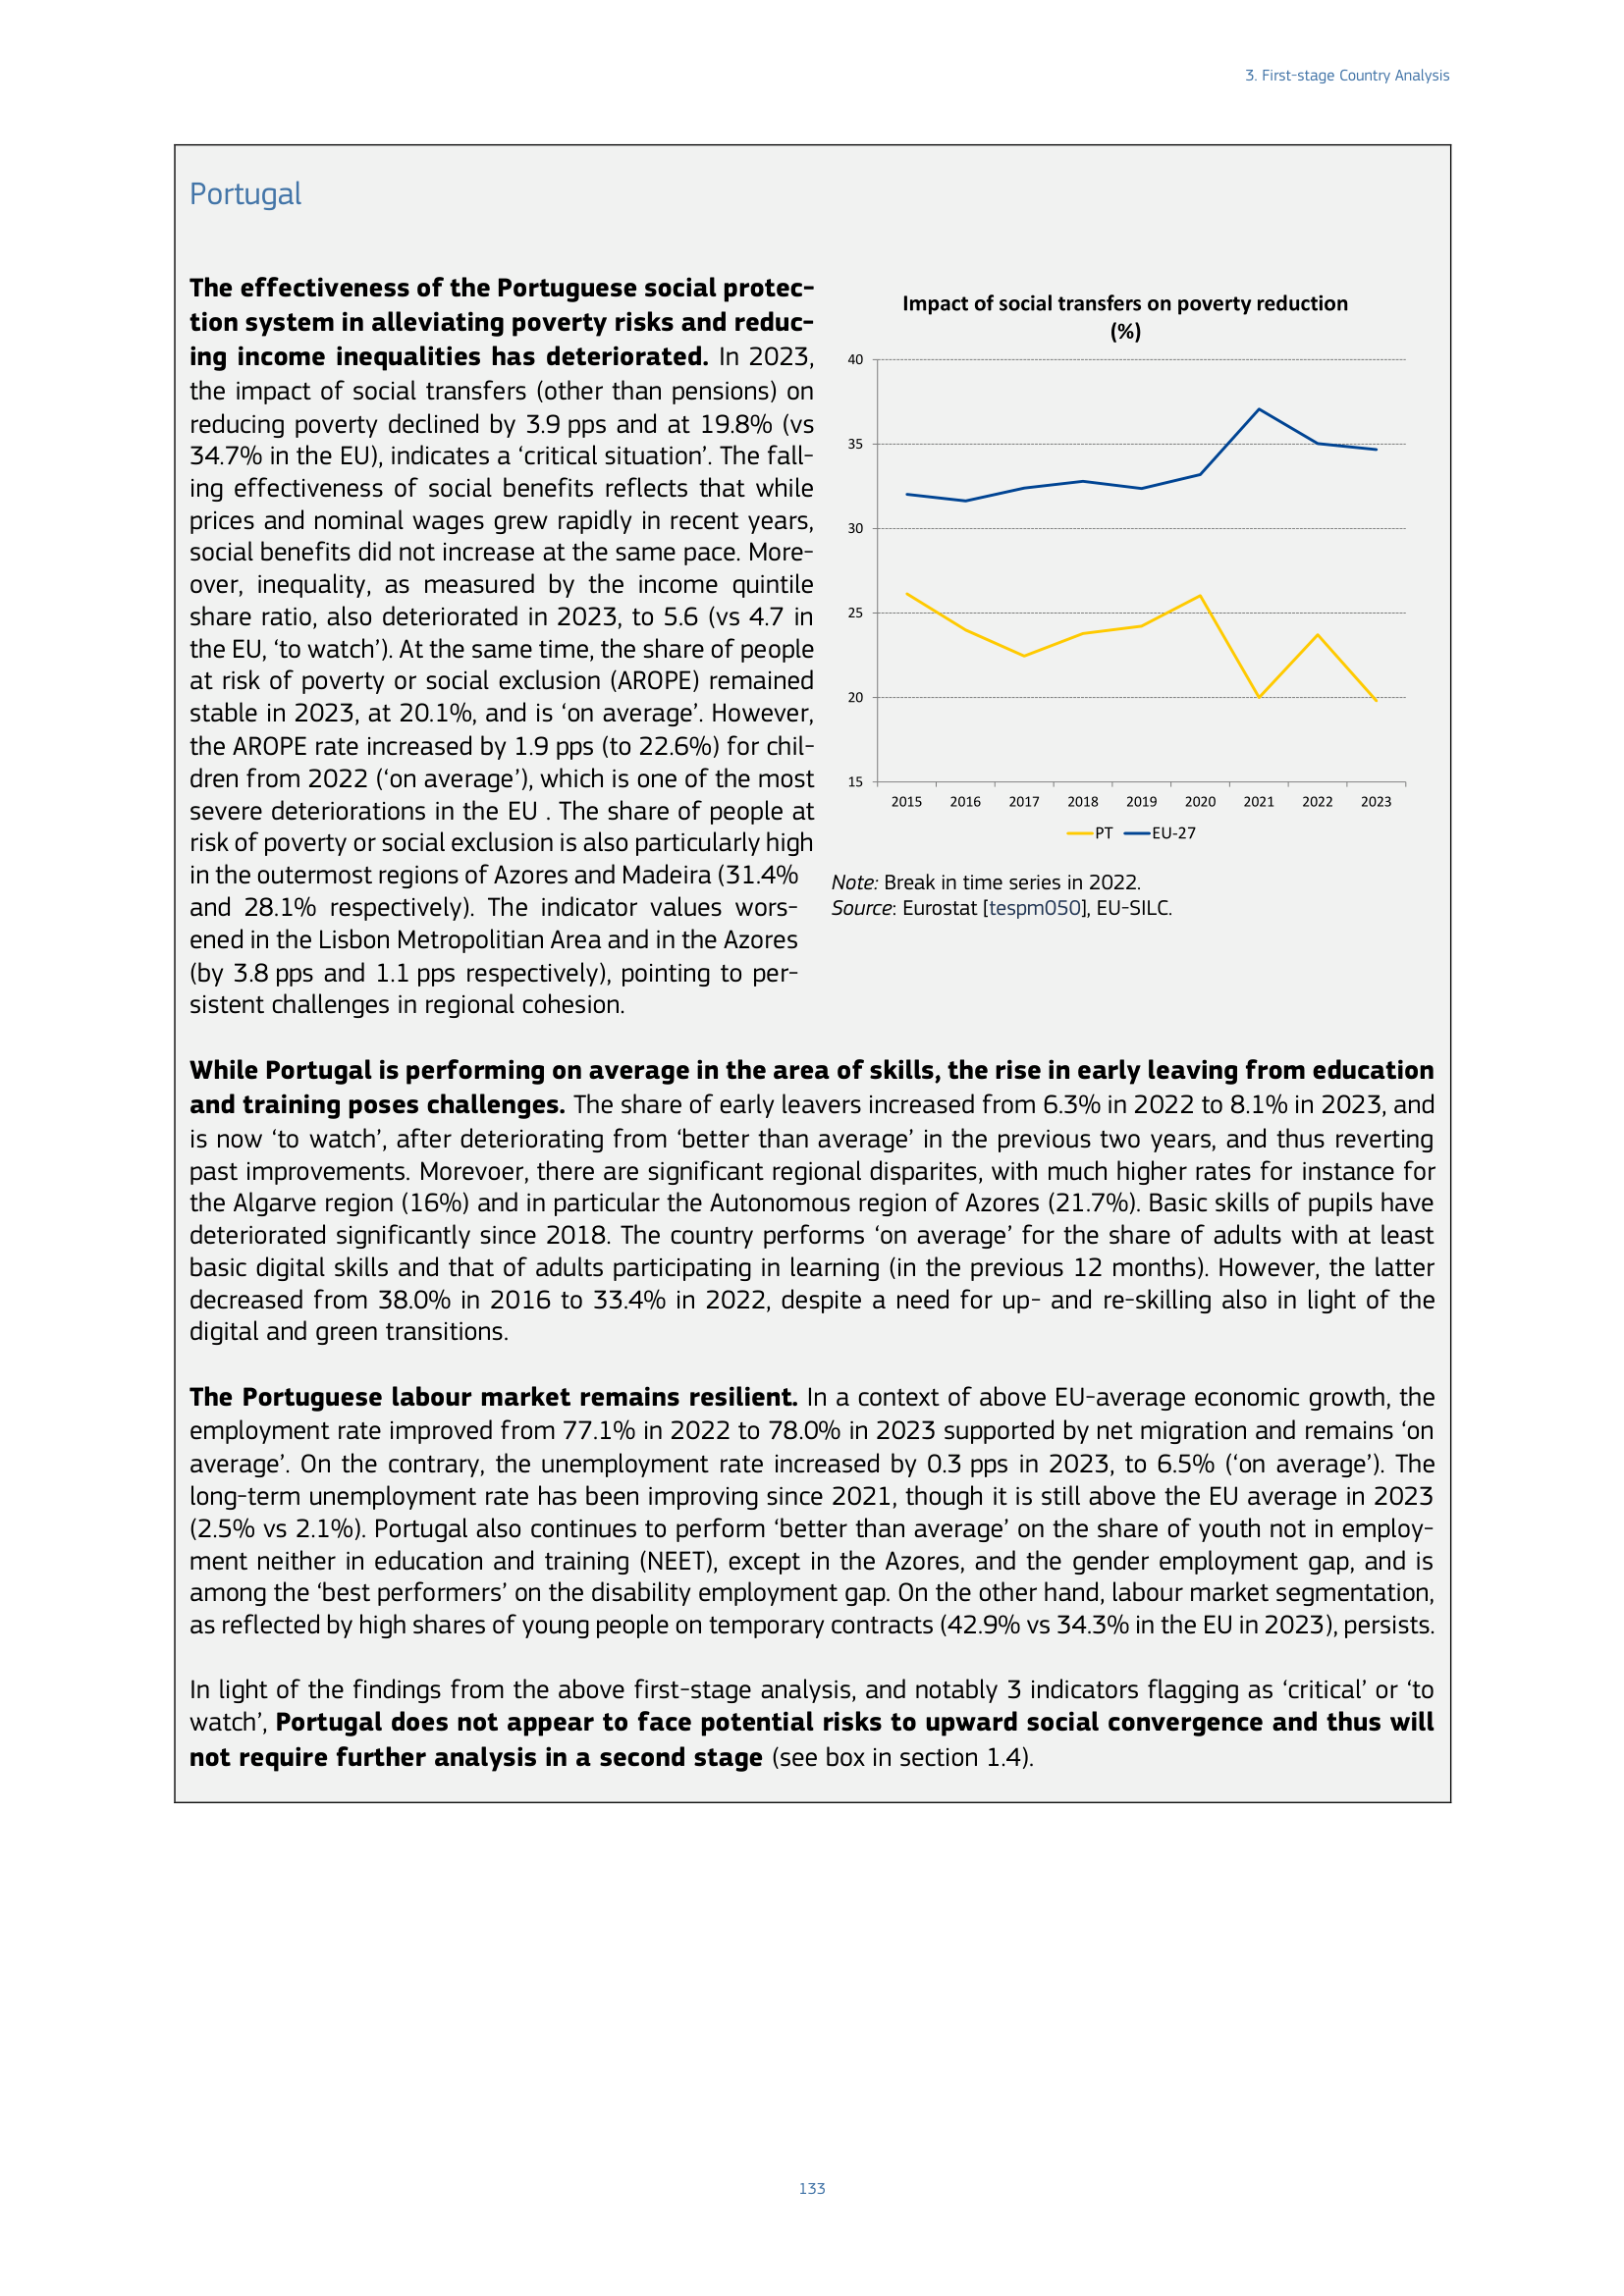 3. First-stage Country Analysis
Portugal
The effectiveness of the Portuguese social protec-
tion system in alleviating poverty risks and reduc-
ing income inequalities has deteriorated. In 2023,
the impact of social transfers (other than pensions) on
reducing poverty declined by 3.9 pps and at 19.8% (vs
34.7% in the EU), indicates a ‘critical situation’. The fall-
ing effectiveness of social benefits reflects that while
prices and nominal wages grew rapidly in recent years,
social benefits did not increase at the same pace. More-
over, inequality, as measured by the income quintile
share ratio, also deteriorated in 2023, to 5.6 (vs 4.7 in
the EU, ‘to watch’). At the same time, the share of people
at risk of poverty or social exclusion (AROPE) remained
stable in 2023, at 20.1%, and is ‘on average’. However,
the AROPE rate increased by 1.9 pps (to 22.6%) for chil-
dren from 2022 (‘on average’), which is one of the most
severe deteriorations in the EU . The share of people at
risk of poverty or social exclusion is also particularly high
in the outermost regions of Azores and Madeira (31.4%
and 28.1% respectively). The indicator values wors-
ened in the Lisbon Metropolitian Area and in the Azores
(by 3.8 pps and 1.1 pps respectively), pointing to per-
sistent challenges in regional cohesion.
Impact of social transfers on poverty reduction
(%)
40
35
30
25
20
15
2015 2016 2017 2018 2019 2020 2021 2022 2023
PT EU-27
Note: Break in time series in 2022.
Source: Eurostat [tespm050], EU-SILC.
While Portugal is performing on average in the area of skills, the rise in early leaving from education
and training poses challenges. The share of early leavers increased from 6.3% in 2022 to 8.1% in 2023, and
is now ‘to watch’, after deteriorating from ‘better than average’ in the previous two years, and thus reverting
past improvements. Morevoer, there are significant regional disparites, with much higher rates for instance for
the Algarve region (16%) and in particular the Autonomous region of Azores (21.7%). Basic skills of pupils have
deteriorated significantly since 2018. The country performs ‘on average’ for the share of adults with at least
basic digital skills and that of adults participating in learning (in the previous 12 months). However, the latter
decreased from 38.0% in 2016 to 33.4% in 2022, despite a need for up- and re-skilling also in light of the
digital and green transitions.
The Portuguese labour market remains resilient. In a context of above EU-average economic growth, the
employment rate improved from 77.1% in 2022 to 78.0% in 2023 supported by net migration and remains ‘on
average’. On the contrary, the unemployment rate increased by 0.3 pps in 2023, to 6.5% (‘on average’). The
long-term unemployment rate has been improving since 2021, though it is still above the EU average in 2023
(2.5% vs 2.1%). Portugal also continues to perform ‘better than average’ on the share of youth not in employ-
ment neither in education and training (NEET), except in the Azores, and the gender employment gap, and is
among the ‘best performers’ on the disability employment gap. On the other hand, labour market segmentation,
as reflected by high shares of young people on temporary contracts (42.9% vs 34.3% in the EU in 2023), persists.
In light of the findings from the above first-stage analysis, and notably 3 indicators flagging as ‘critical’ or ‘to
watch’, Portugal does not appear to face potential risks to upward social convergence and thus will
not require further analysis in a second stage (see box in section 1.4).
133